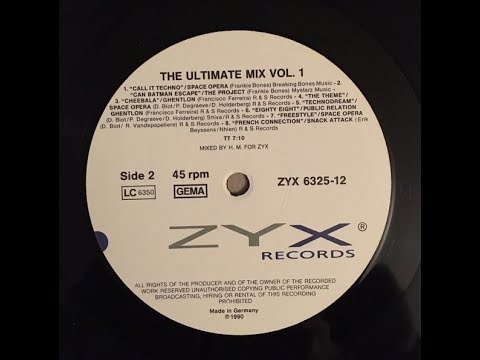 THE ULTIMATE MIX VOL. 1
1. "CALL IT TECHNO"/SPACE OPERA (Frankie Bones) Breaking Bones Music - 2.
"CAN BATMAN ESCAPE"/THE PROJECT (Frankie Bones) Mystarz Music -
3. "CHEEBALA"/GHENTLON (Francisco Ferreira) R & S Records - 4. "THE THEME"/
SPACE OPERA (D. Biot/P. Degraeve/D. Holderberg) R & S Records - 5. "TECHNODREAM"/
GHENTLON (Francisco Ferreira) R & S Records - 6. "EIGHTY EIGHT"/PUBLIC RELATION
(D. Biot/P. Degraeve/D. Holderberg) Shiva/R & S Records - 7. "FREESTYLE"/SPACE OPERA
(D. Biot/R. Vandepapeliere) R & S Records - 8. "FRENCH CONNECTION"/SNACK ATTACK (Erik
Beyssens/Nhien) R & S Records
TT 7:10
MIXED BY H. M. FOR ZYX
Side 2 45 rpm
LC 6350 GEMA ZYX 6325-12
ZYX ®
RECORDS
ALL RIGHTS OF THE PRODUCER AND OF THE OWNER OF THE RECORDED
WORK RESERVED UNAUTHORISED COPYING PUBLIC PERFORMANCE
BROADCASTING, HIRING OR RENTAL OF THIS RECORDING
PROHIBITED
Made in Germany
℗ 1990